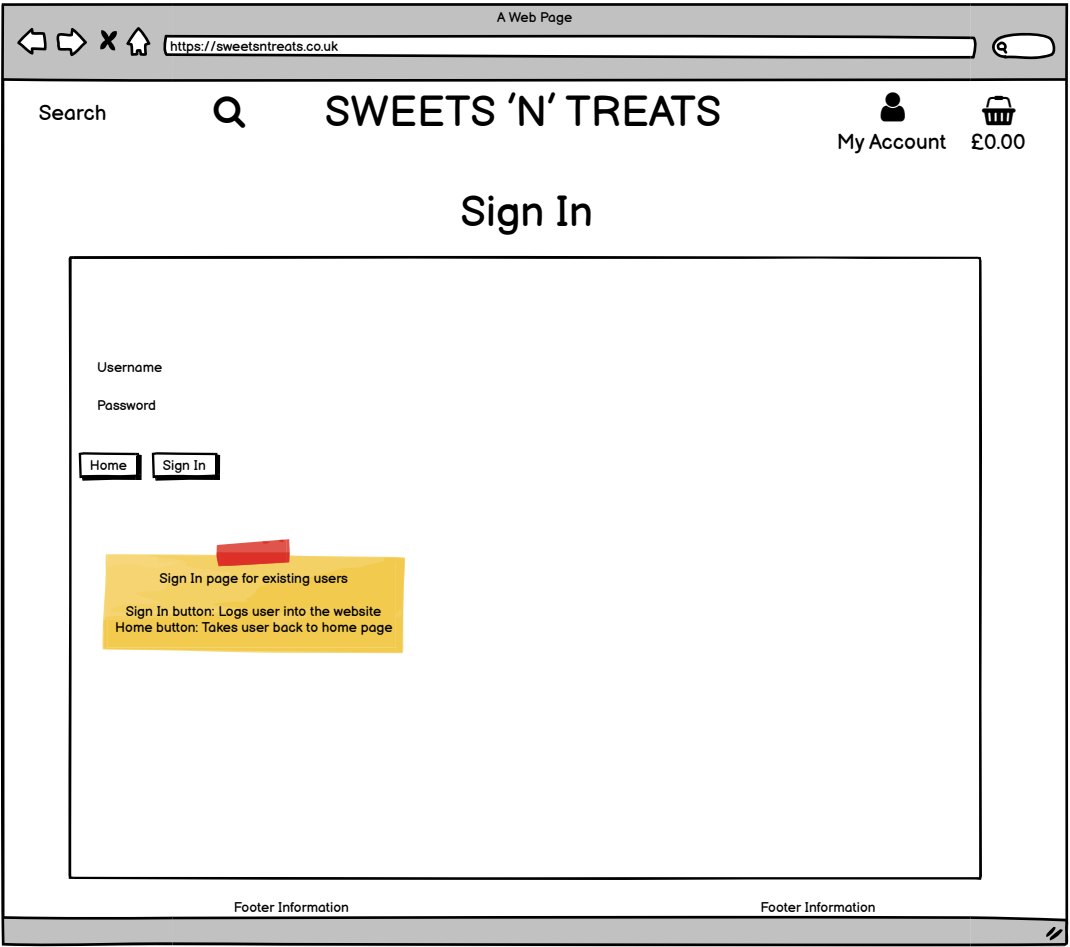 A Web Page
https://sweetsntreats.co.uk
Search
SWEETS 'N' TREATS
My Account
£0.00
Sign In
Username
Password
Home
Sign In
Sign In page for existing users
Sign In button: Logs user into the website
Home button: Takes user back to home page
Footer Information
Footer Information